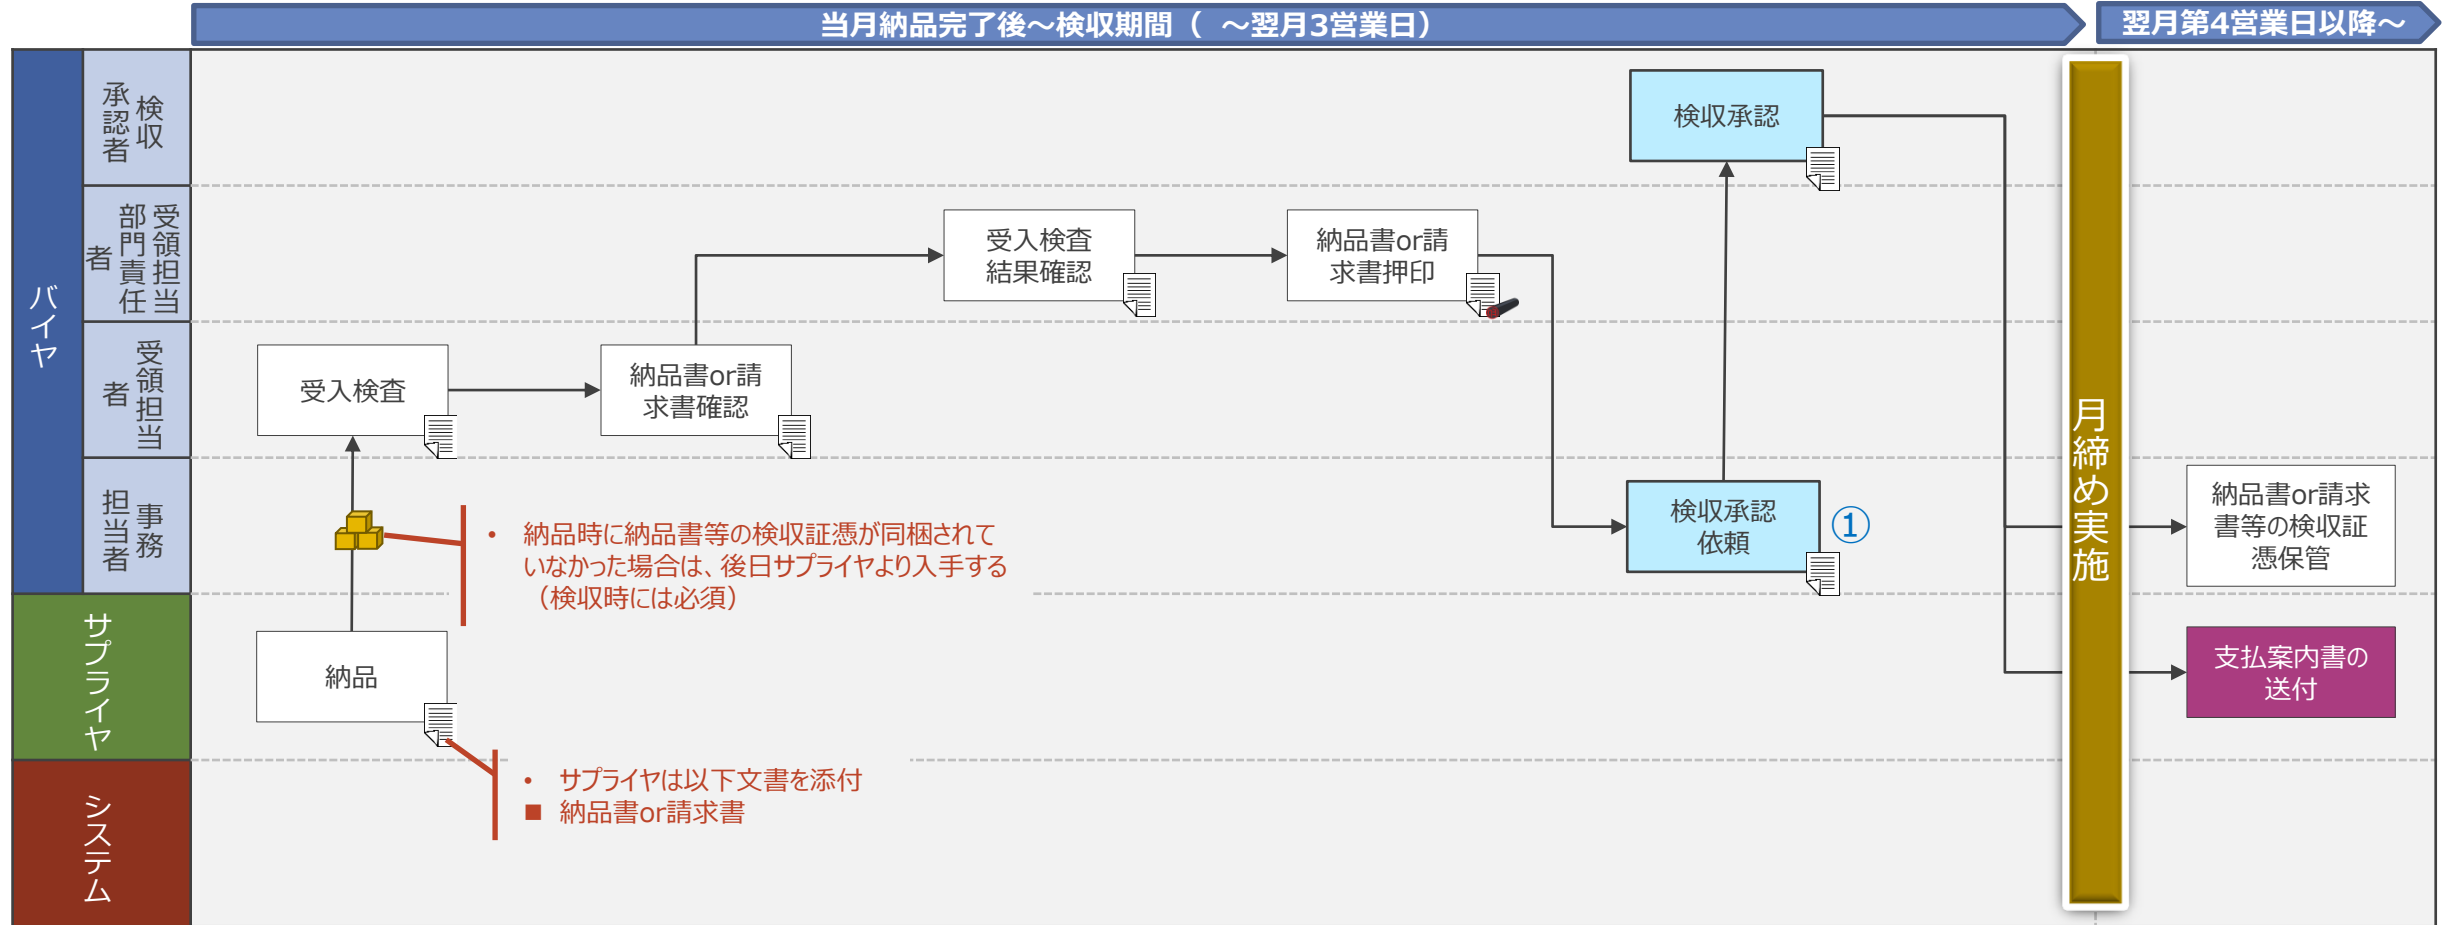 当月納品完了後～検収期間（ ～翌月3営業日）
翌月第4営業日以降～
バイヤ
検収
承認者
検収承認
受領担当
部門責任
者
受入検査
結果確認
納品書or請
求書押印
受領担当
者
受入検査
納品書or請
求書確認
事務
担当者
• 納品時に納品書等の検収証憑が同梱されて
いなかった場合は、後日サプライヤより入手する
（検収時には必須）
検収承認
依頼
①
月締め実施
納品書or請求
書等の検収証
憑保管
サプライヤ
納品
支払案内書の
送付
• サプライヤは以下文書を添付
■ 納品書or請求書
システム